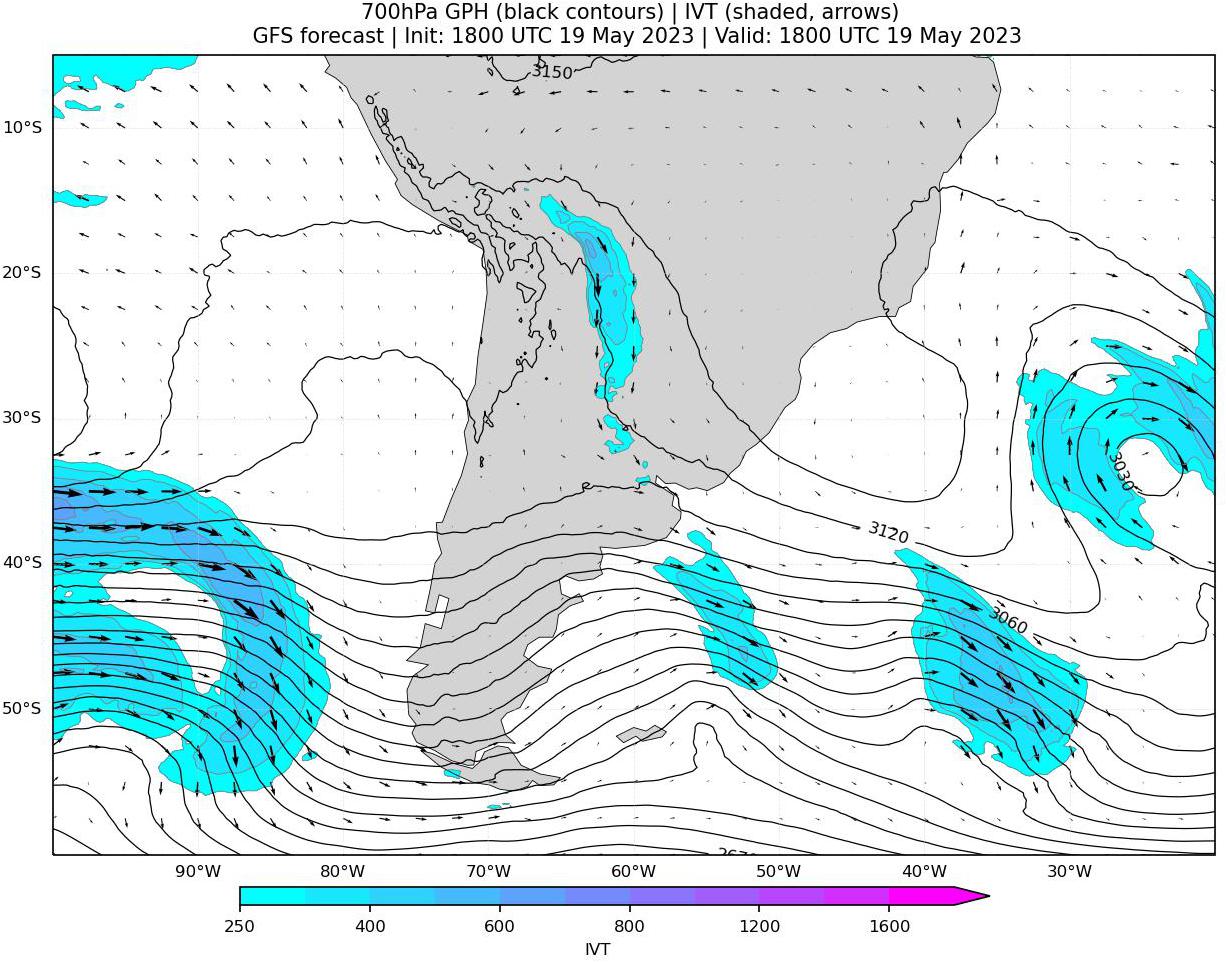 700hPa GPH (black contours) | IVT (shaded, arrows)
GFS forecast | Init: 1800 UTC 19 May 2023 | Valid: 1800 UTC 19 May 2023
3150
10°S
20°S
30°S
3030
3120
40°S
3060
50°S
90°W 80°W 70°W 60°W 50°W 40°W 30°W
250 400 600 800 1200 1600
IVT